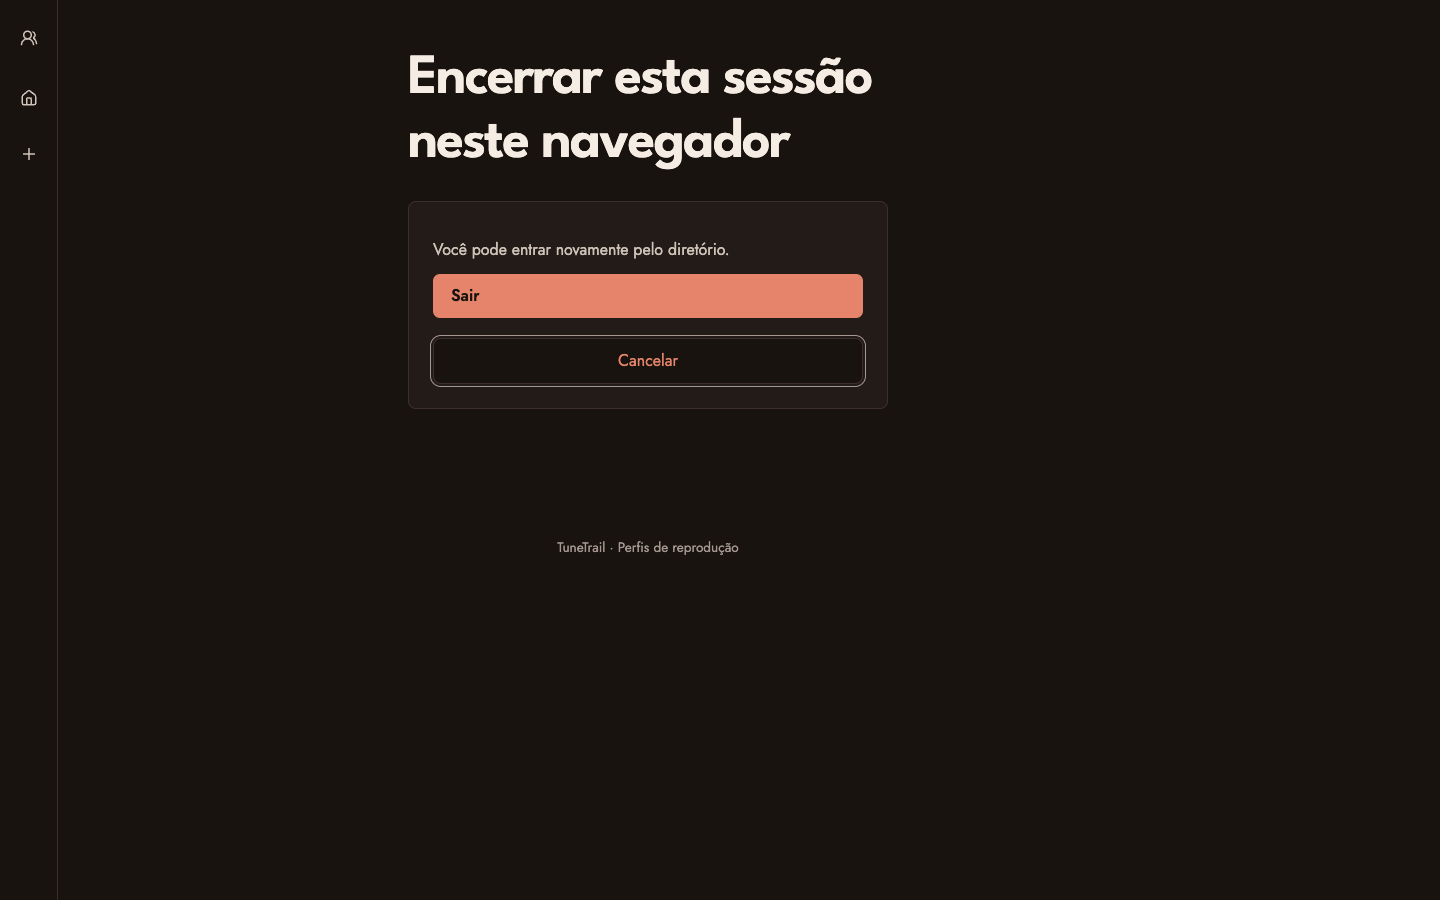 Encerrar esta sessão
neste navegador
Você pode entrar novamente pelo diretório.
Sair
Cancelar
TuneTrail · Perfis de reprodução